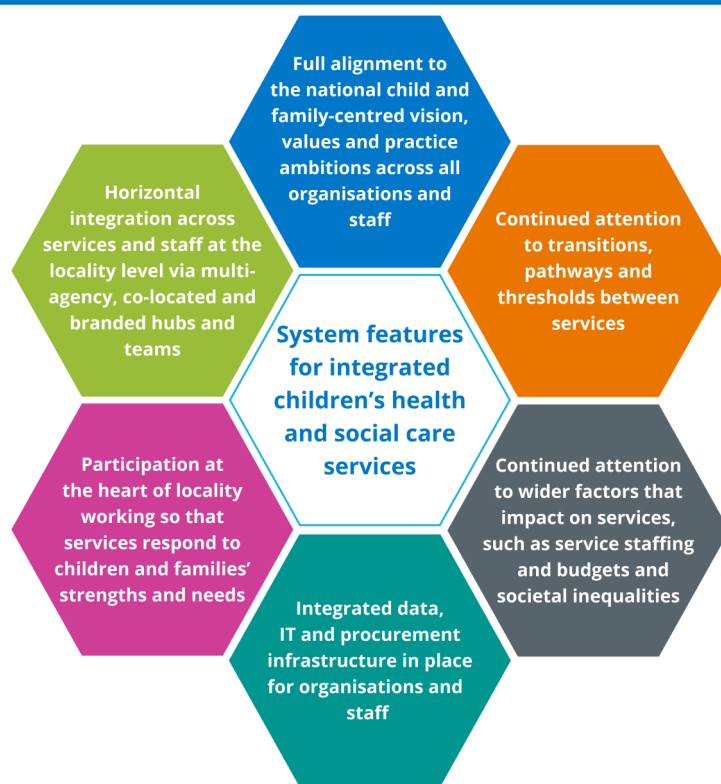 Full alignment to
the national child and
family-centred vision,
values and practice
ambitions across all
organisations and
staff
Horizontal
integration across
services and staff at the
locality level via multi-
agency, co-located and
branded hubs and
teams
Continued attention
to transitions,
pathways and
thresholds between
services
System features
for integrated
children’s health
and social care
services
Participation at
the heart of locality
working so that
services respond to
children and families’
strengths and needs
Continued attention
to wider factors that
impact on services,
such as service staffing
and budgets and
societal inequalities
Integrated data,
IT and procurement
infrastructure in place
for organisations and
staff